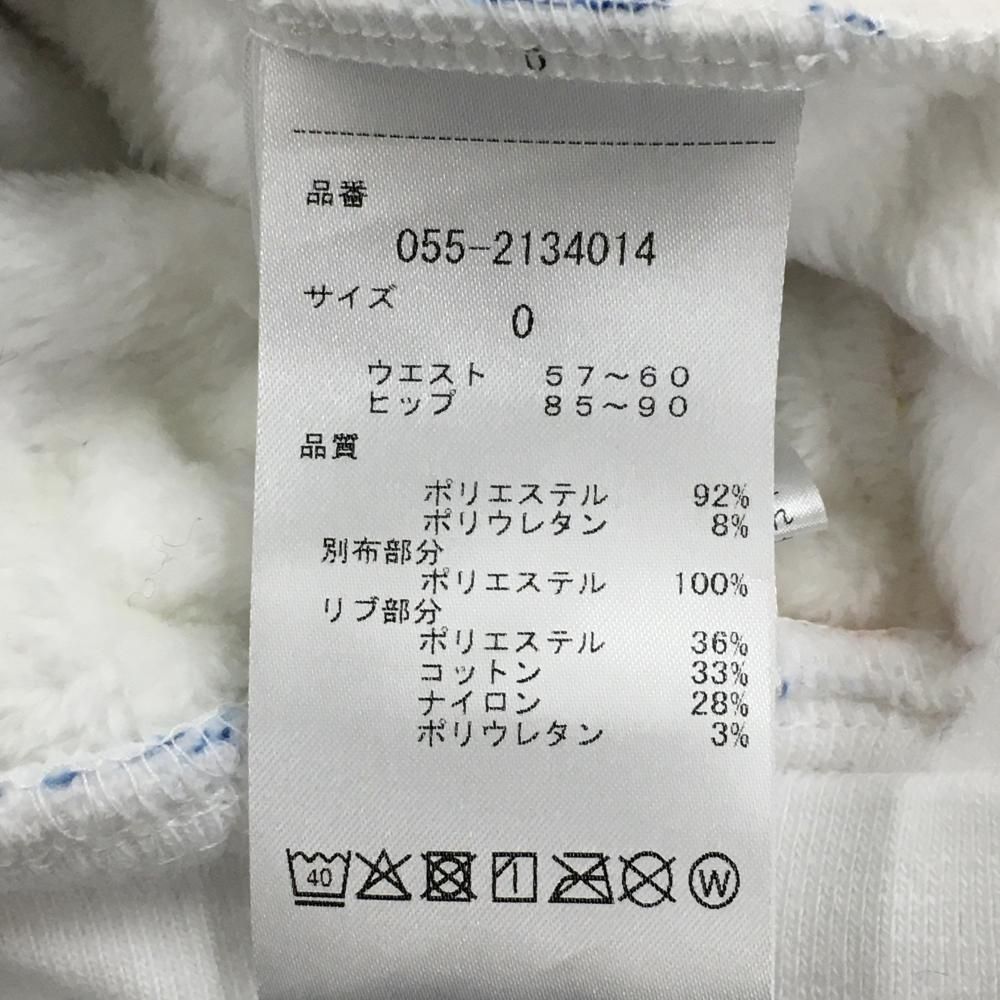 0
品番
055-2134014
サイズ
0
ウエスト 57～60
ヒップ 85～90
品質
ポリエステル 92%
ポリウレタン 8%
別布部分
ポリエステル 100%
リブ部分
ポリエステル 36%
コットン 33%
ナイロン 28%
ポリウレタン 3%
40
W